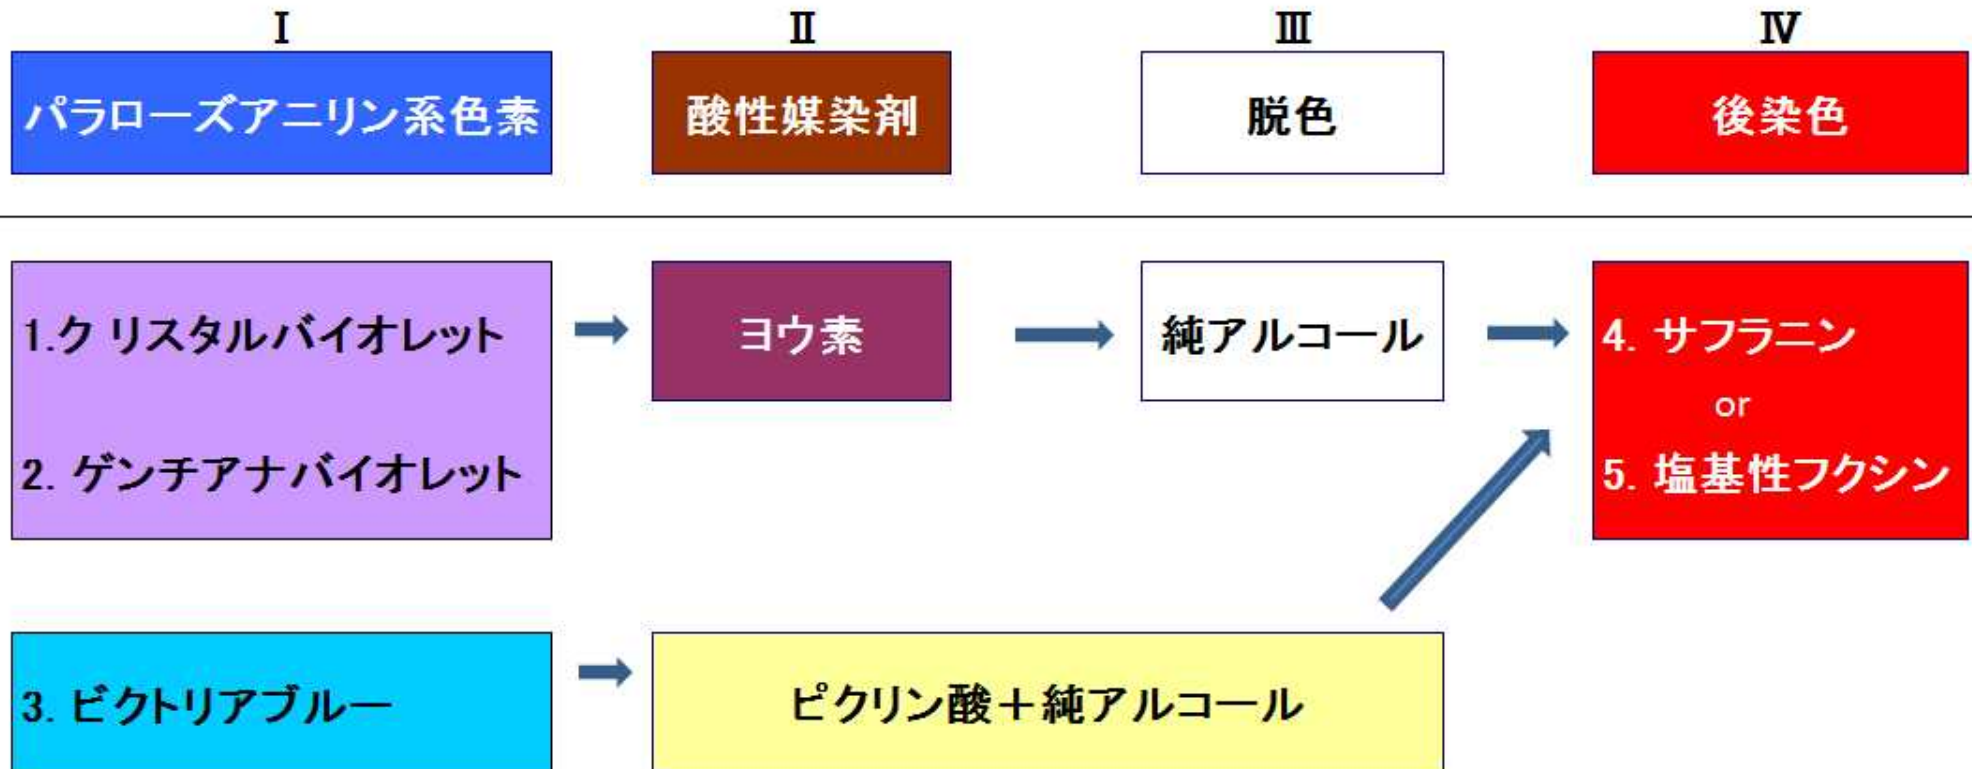 Ⅰ
Ⅱ
Ⅲ
Ⅳ
パラローズアニリン系色素
酸性媒染剤
脱色
後染色
1.ク リスタルバイオレット
2. ゲンチアナバイオレット
ヨウ素
純アルコール
4. サフラニン
or
5. 塩基性フクシン
3. ビクトリアブルー
ピクリン酸＋純アルコール